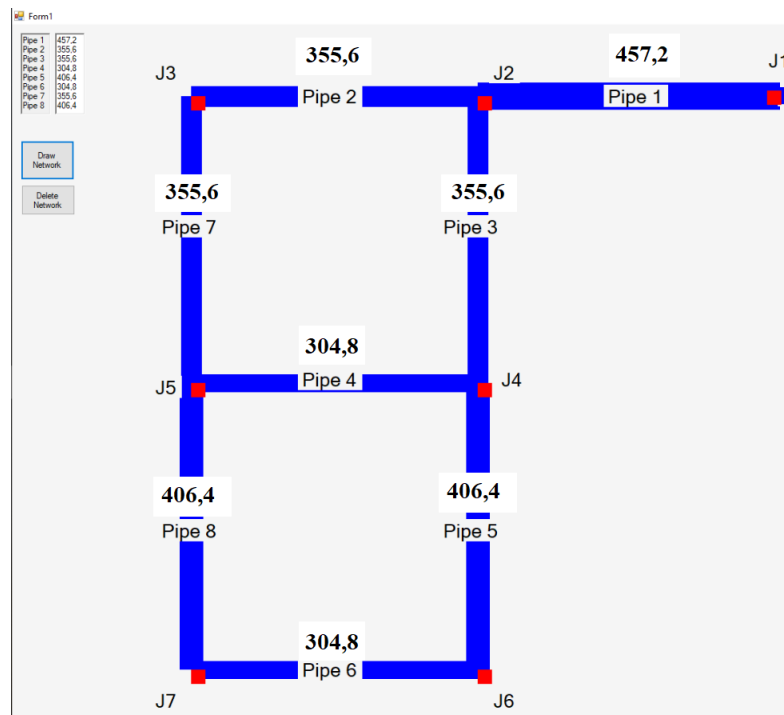 Form1
Pipe 1 457,2
Pipe 2 355,6
Pipe 3 355,6
Pipe 4 304,8
Pipe 5 406,4
Pipe 6 304,8
Pipe 7 355,6
Pipe 8 406,4
Draw
Network
Delete
Network
355,6
457,2
J3
J2
J1
Pipe 2
Pipe 1
355,6
355,6
Pipe 7
Pipe 3
304,8
J5
Pipe 4
J4
406,4
406,4
Pipe 8
Pipe 5
304,8
Pipe 6
J7
J6